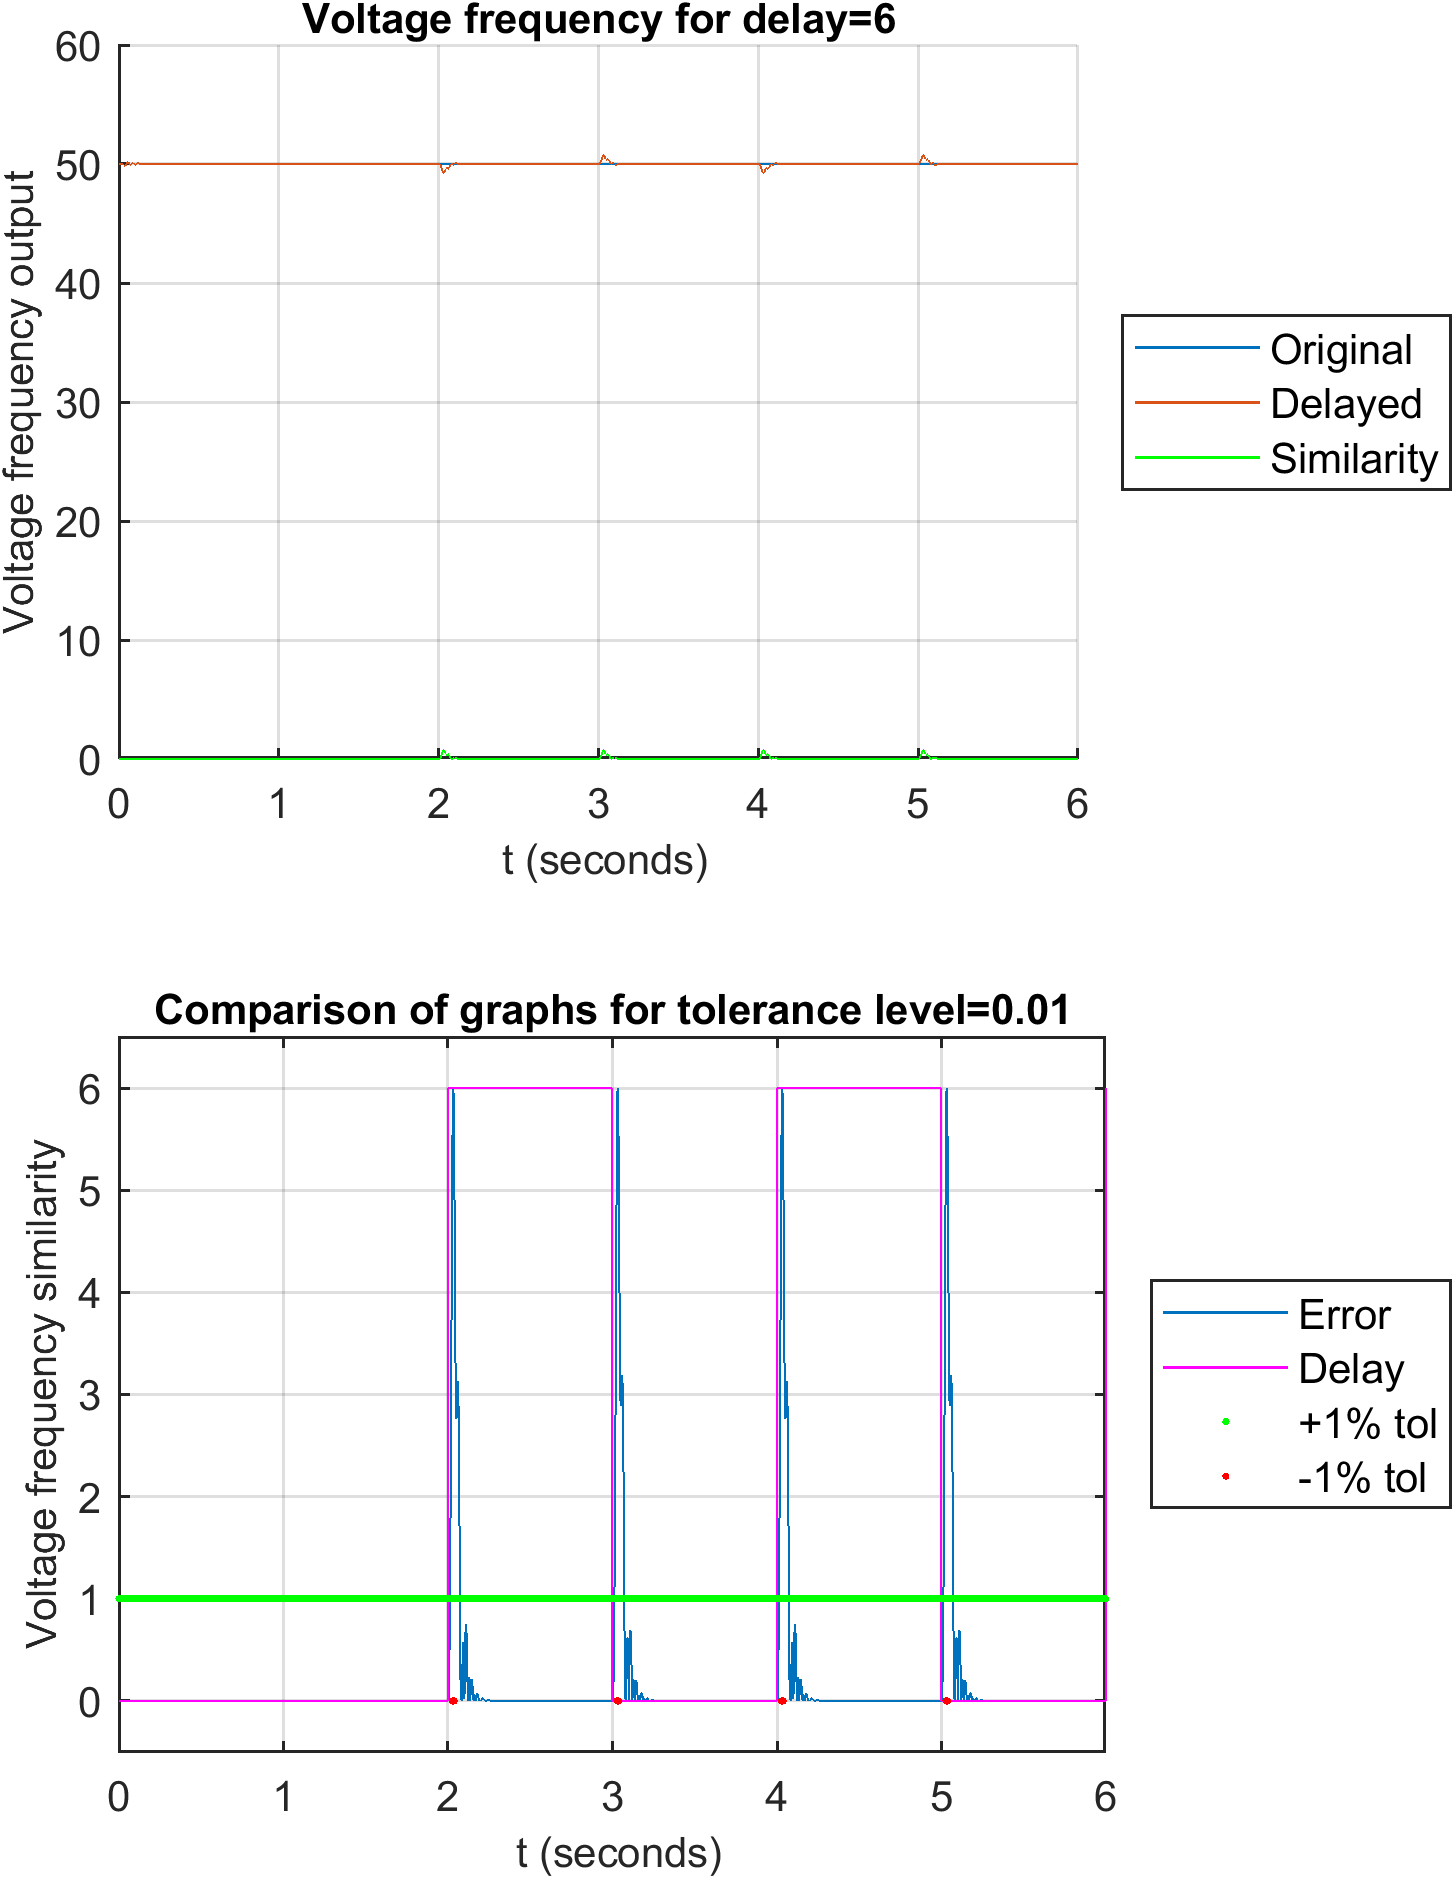 Voltage frequency for delay=6
60
50
40
30
20
10
0
Voltage frequency output
0 1 2 3 4 5 6
t (seconds)
Original
Delayed
Similarity
Comparison of graphs for tolerance level=0.01
6
5
4
3
2
1
0
Voltage frequency similarity
0 1 2 3 4 5 6
t (seconds)
Error
Delay
+1% tol
-1% tol